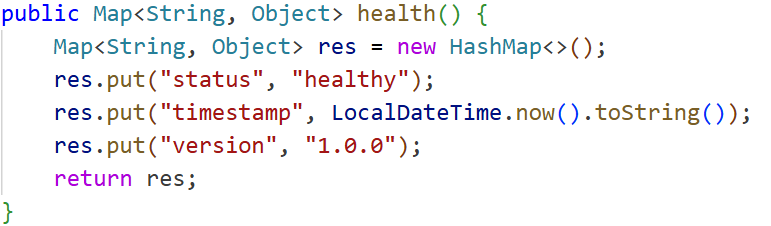 public Map<String, Object> health() {
    Map<String, Object> res = new HashMap<>();
    res.put("status", "healthy");
    res.put("timestamp", LocalDateTime.now().toString());
    res.put("version", "1.0.0");
    return res;
}